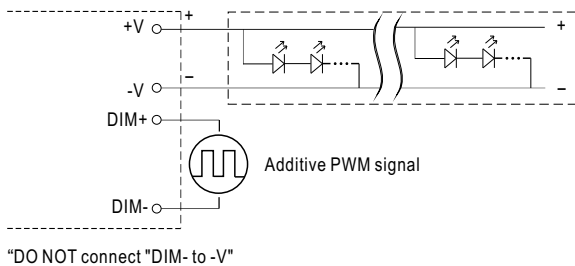 +V
+
+
-V
−
−
DIM+
Additive PWM signal
DIM-
“DO NOT connect "DIM- to -V"